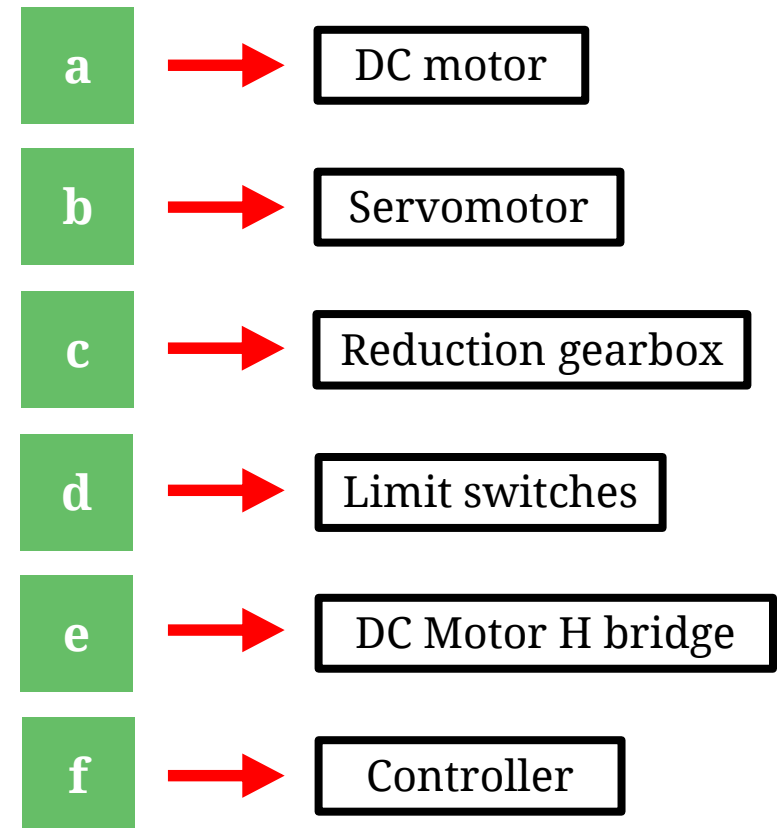 a DC motor
b Servomotor
c Reduction gearbox
d Limit switches
e DC Motor H bridge
f Controller